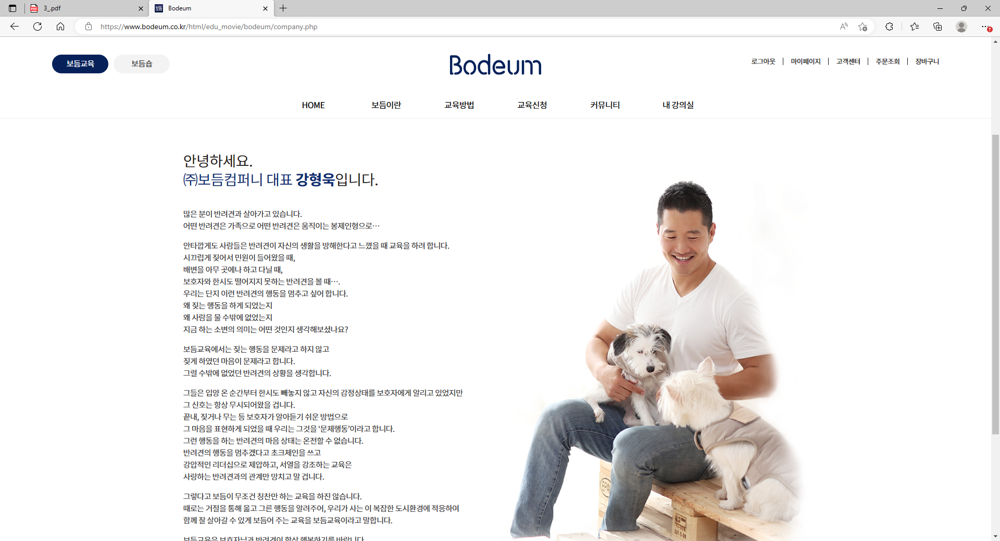 3_.pdf
보듬
Bodeum
https://www.bodeum.co.kr/html/edu_movie/bodeum/company.php
보듬교육
보듬숍
Bodeum
로그아웃
마이페이지
고객센터
주문조회
장바구니
HOME
보듬이란
교육방법
교육신청
커뮤니티
내 강의실
안녕하세요.
㈜보듬컴퍼니 대표 강형욱입니다.
많은 분이 반려견과 살아가고 있습니다.
어떤 반려견은 가족으로 어떤 반려견은 움직이는 봉제인형으로…
안타깝게도 사람들은 반려견이 자신의 생활을 방해한다고 느꼈을 때 교육을 하려 합니다.
시끄럽게 짖어서 민원이 들어왔을 때,
배변을 아무 곳에나 하고 다닐 때,
보호자와 한시도 떨어지지 못하는 반려견을 볼 때….
우리는 단지 이런 반려견의 행동을 멈추고 싶어 합니다.
왜 짖는 행동을 하게 되었는지
왜 사람을 물 수밖에 없었는지
지금 하는 소변의 의미는 어떤 것인지 생각해보셨나요?
보듬교육에서는 짖는 행동을 문제라고 하지 않고
짖게 하였던 마음이 문제라고 합니다.
그럴 수밖에 없었던 반려견의 상황을 생각합니다.
그들은 입양 온 순간부터 한시도 빼놓지 않고 자신의 감정상태를 보호자에게 알리고 있었지만
그 신호는 항상 무시되어왔을 겁니다.
끝내, 짖거나 무는 등 보호자가 알아듣기 쉬운 방법으로
그 마음을 표현하게 되었을 때 우리는 그것을 ‘문제행동’이라고 합니다.
그런 행동을 하는 반려견의 마음 상태는 온전할 수 없습니다.
반려견의 행동을 멈추겠다고 초크체인을 쓰고
강압적인 리더십으로 제압하고, 서열을 강조하는 교육은
사랑하는 반려견과의 관계만 망치고 말 겁니다.
그렇다고 보듬이 무조건 칭찬만 하는 교육을 하진 않습니다.
때로는 거절을 통해 옳고 그른 행동을 알려주어, 우리가 사는 이 복잡한 도시환경에 적응하여
함께 잘 살아갈 수 있게 보듬어 주는 교육을 보듬교육이라고 말합니다.
보듬교육은 보호자님과 반려견이 항상 행복하기를 바랍니다.